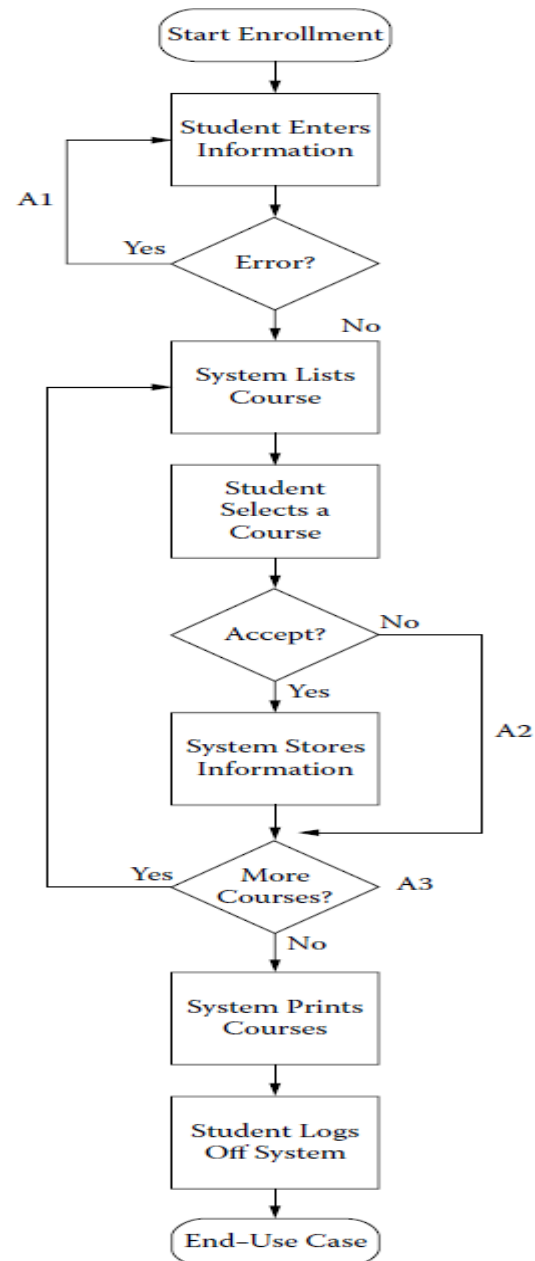 Start Enrollment
Student Enters
Information
A1
Yes
Error?
No
System Lists
Course
Student
Selects a
Course
Accept?
No
Yes
A2
System Stores
Information
Yes
More
Courses?
A3
No
System Prints
Courses
Student Logs
Off System
End-Use Case